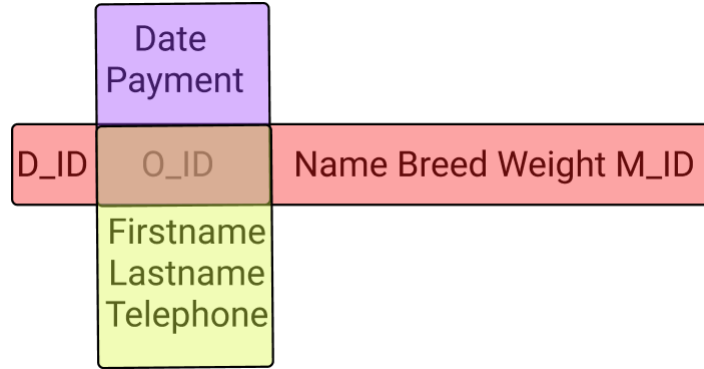 Date
Payment
D_ID O_ID Name Breed Weight M_ID
Firstname
Lastname
Telephone